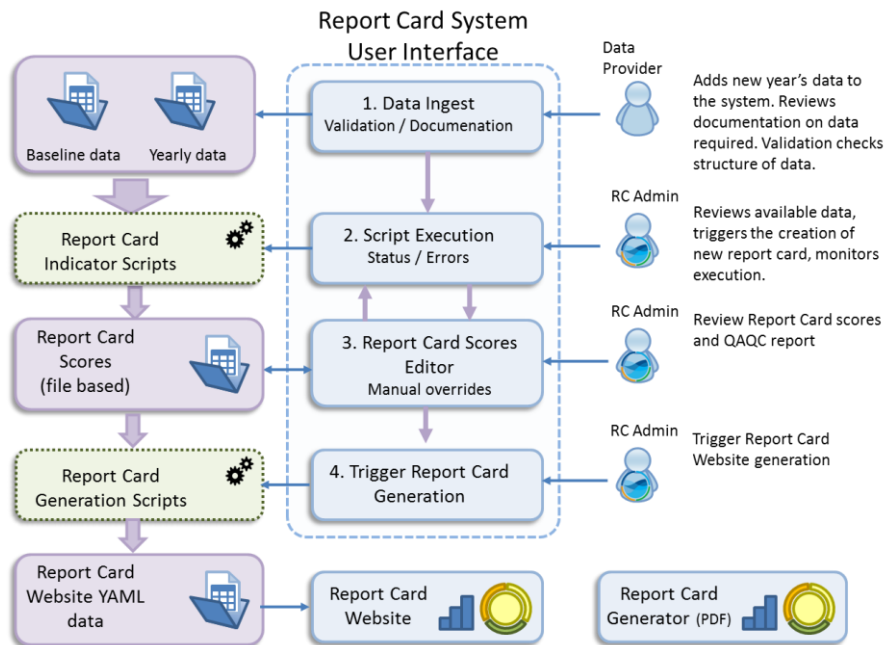 Report Card System
User Interface
Data
Provider
Adds new year's data to
the system. Reviews
documentation on data
required. Validation checks
structure of data.
1. Data Ingest
Validation / Documenation
Baseline data
Yearly data
RC Admin
Reviews available data,
triggers the creation of
new report card, monitors
execution.
Report Card
Indicator Scripts
2. Script Execution
Status / Errors
RC Admin
Review Report Card scores
and QAQC report
Report Card
Scores
(file based)
3. Report Card Scores
Editor
Manual overrides
RC Admin
Trigger Report Card
Website generation
Report Card
Generation Scripts
4. Trigger Report Card
Generation
Report Card
Website YAML
data
Report Card
Website
Report Card
Generator (PDF)